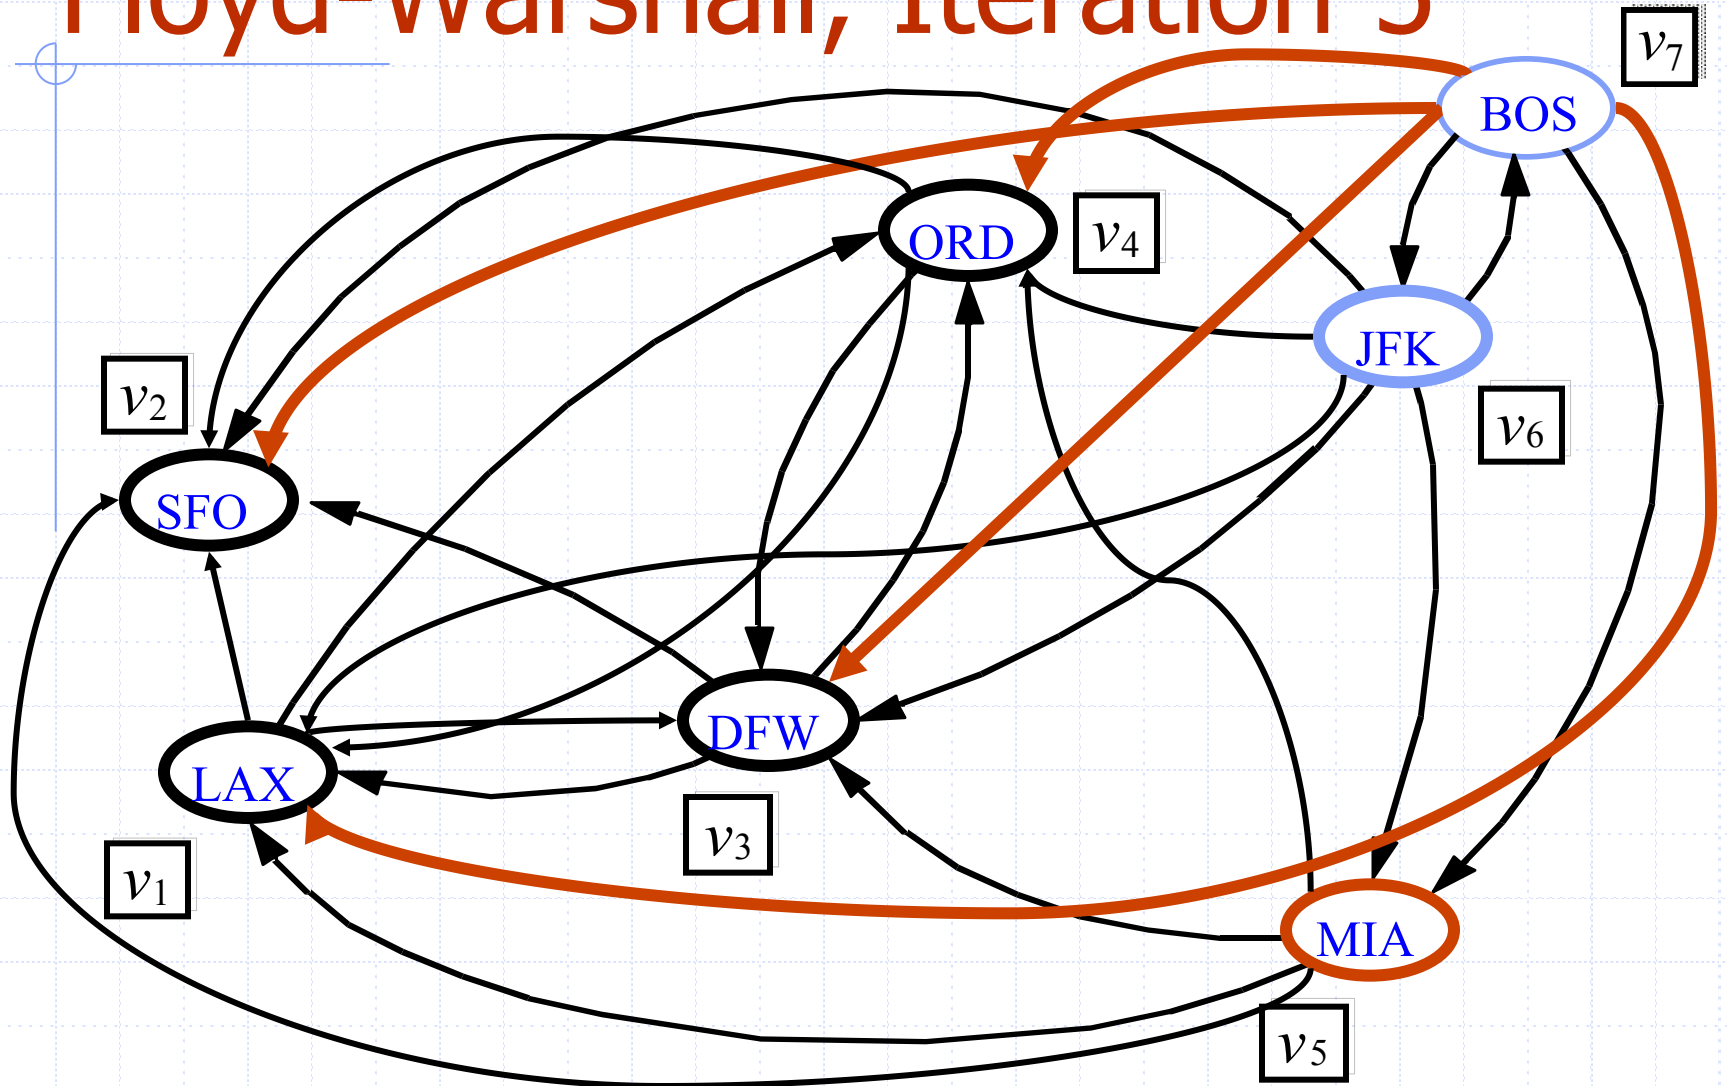 Floyd-Warshall, Iteration 5
v7
BOS
ORD
v4
JFK
v2
v6
SFO
DFW
LAX
v3
v1
MIA
v5